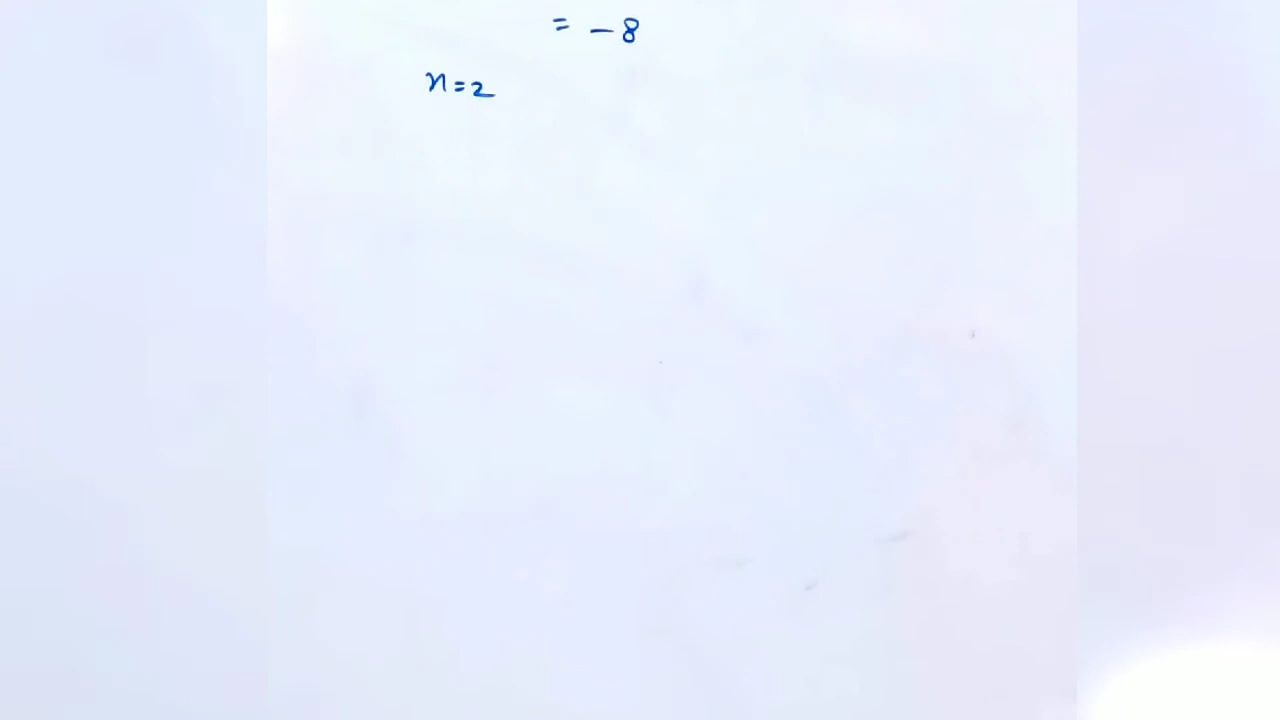 = - 8
n = 2